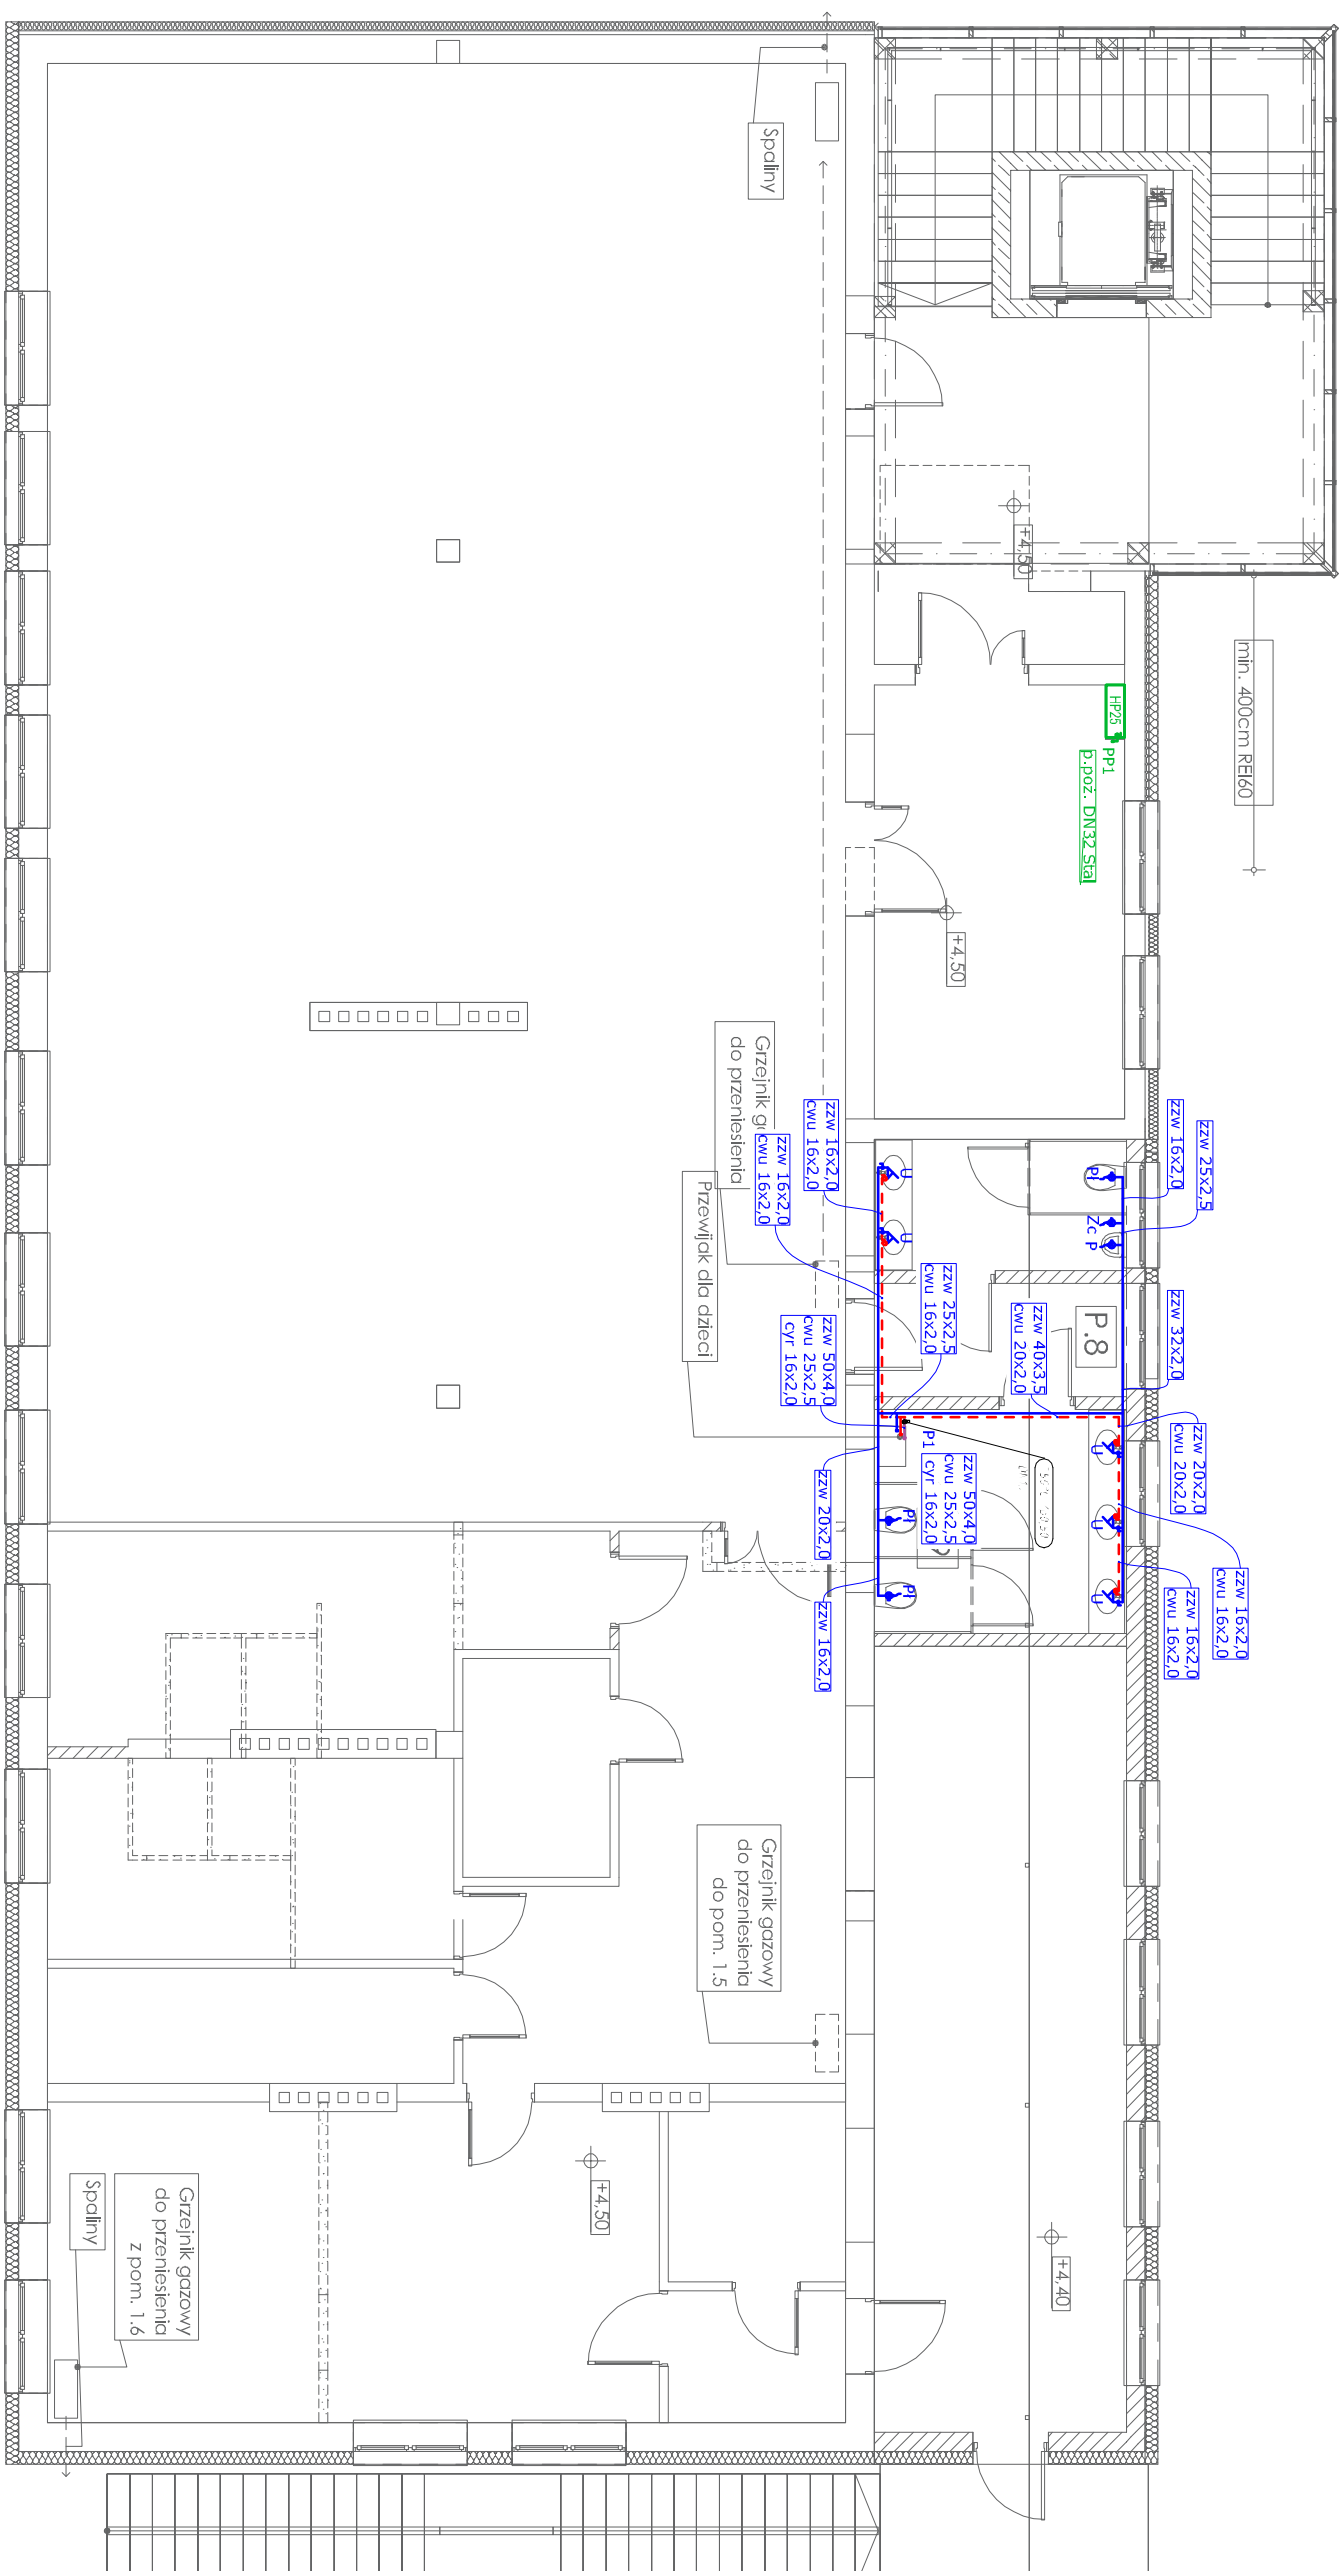 Spaliny
min. 400cm REI60
+4,50
HP25
PP1
p.poż. DN32 Stal
+4,50
Grzejnik
do przeniesienia
Przewijak dla dzieci
zzw 16x2,0
cwu 16x2,0
zzw 16x2,0
cwu 16x2,0
zzw 25x2,5
zzw 16x2,0
U
U
Pł
Zc
P
zzw 32x2,0
P.8
zzw 25x2,5
cwu 16x2,0
zzw 40x3,5
cwu 20x2,0
zzw 50x4,0
cwu 25x2,5
cyr 16x2,0
P1
zzw 50x4,0
cwu 25x2,5
cyr 16x2,0
zzw 20x2,0
cwu 20x2,0
zzw 20x2,0
U
U
U
Pł
Pł
zzw 16x2,0
cwu 16x2,0
zzw 16x2,0
cwu 16x2,0
zzw 16x2,0
Grzejnik gazowy
do przeniesienia
do pom. 1.5
+4,50
+4,40
Grzejnik gazowy
do przeniesienia
z pom. 1.6
Spaliny